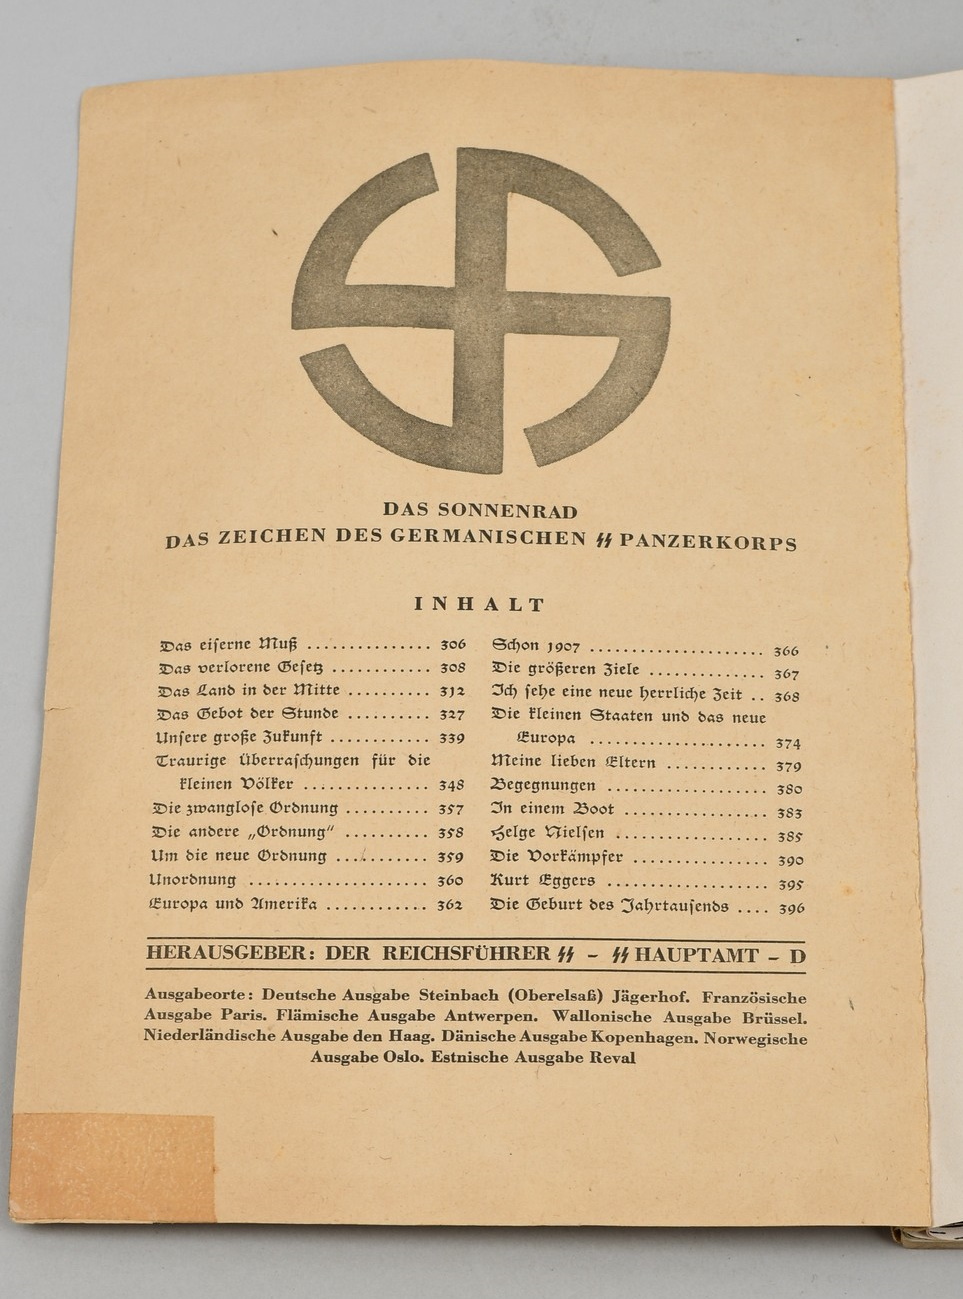 DAS SONNENRAD
DAS ZEICHEN DES GERMANISCHEN ᛋᛋ PANZERKORPS
INHALT
Das eiserne Muß .............. 306
Das verlorene Gesetz ........... 308
Das Land in der Mitte ......... 312
Das Gebot der Stunde ......... 327
Unsere große Zukunft ........... 339
Traurige Überraschungen für die
kleinen Völker .............. 348
Die zwanglose Ordnung ......... 357
Die andere „Ordnung" ......... 358
Um die neue Ordnung .......... 359
Unordnung .................... 360
Europa und Amerika ............ 362
Schon 1907 .................... 366
Die größeren Ziele ............. 367
Ich sehe eine neue herrliche Zeit .. 368
Die kleinen Staaten und das neue
Europa .................... 374
Meine lieben Eltern ........... 379
Begegnungen .................. 380
In einem Boot ................ 383
Helge Nielsen ................. 385
Die Vorkämpfer ............... 390
Kurt Eggers .................. 395
Die Geburt des Jahrtausends .... 396
HERAUSGEBER: DER REICHSFÜHRER ᛋᛋ – ᛋᛋ HAUPTAMT – D
Ausgabeorte: Deutsche Ausgabe Steinbach (Oberelsaß) Jägerhof. Französische
Ausgabe Paris. Flämische Ausgabe Antwerpen. Wallonische Ausgabe Brüssel.
Niederländische Ausgabe den Haag. Dänische Ausgabe Kopenhagen. Norwegische
Ausgabe Oslo. Estnische Ausgabe Reval